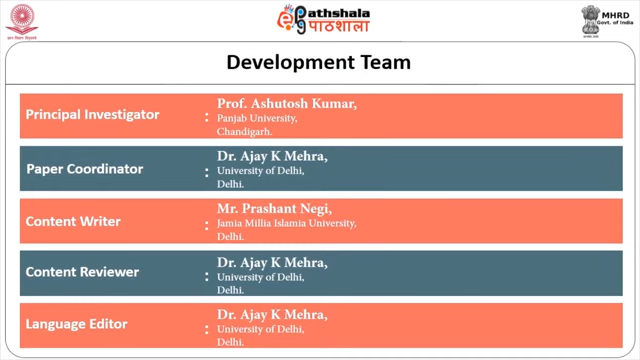 Pathshala
पाठशाला
MHRD
Govt. of India
Development Team
Principal Investigator : Prof. Ashutosh Kumar,
Panjab University,
Chandigarh.
Paper Coordinator : Dr. Ajay K Mehra,
University of Delhi,
Delhi.
Content Writer : Mr. Prashant Negi,
Jamia Millia Islamia University,
Delhi.
Content Reviewer : Dr. Ajay K Mehra,
University of Delhi,
Delhi.
Language Editor : Dr. Ajay K Mehra,
University of Delhi,
Delhi.